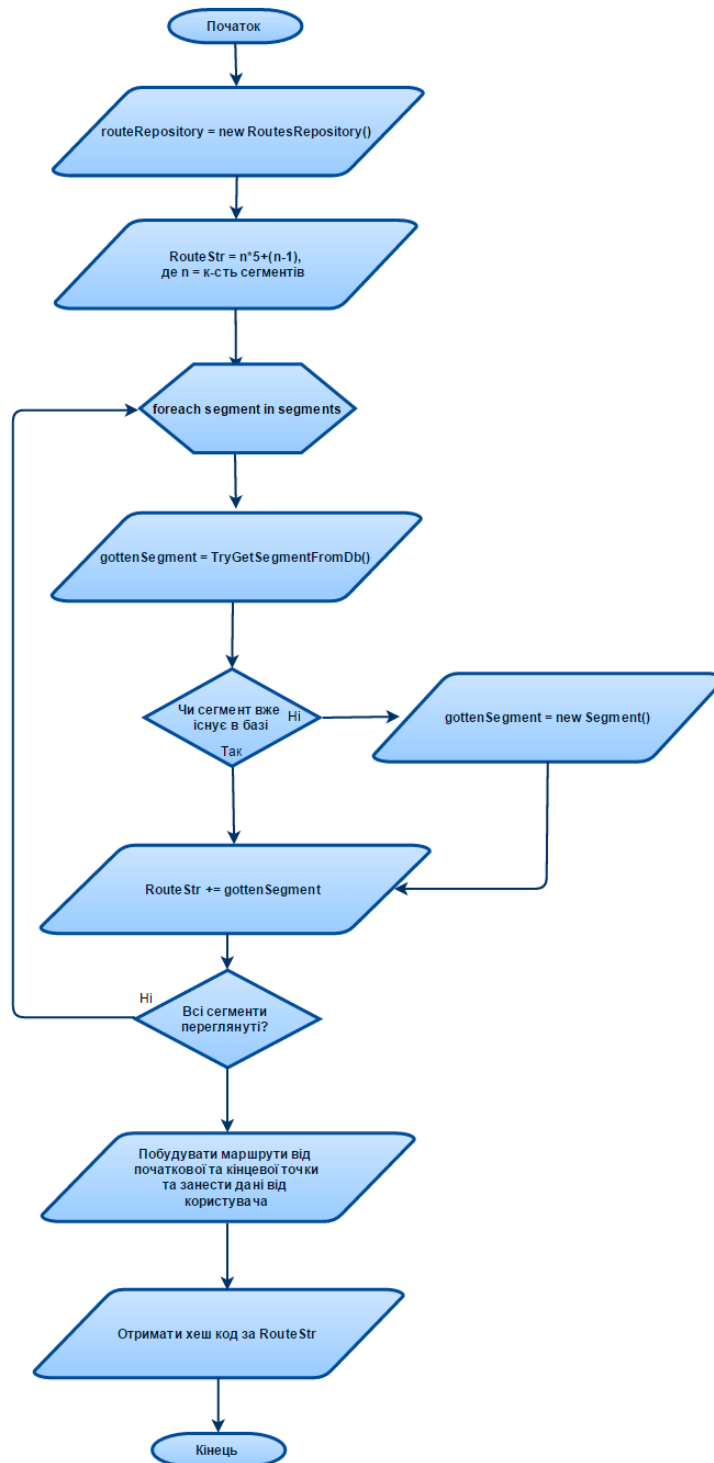 Початок
routeRepository = new RoutesRepository()
RouteStr = n*5+(n-1),
де n = к-сть сегментів
foreach segment in segments
gottenSegment = TryGetSegmentFromDb()
Чи сегмент вже
існує в базі
Ні
Так
gottenSegment = new Segment()
RouteStr += gottenSegment
Ні
Всі сегменти
переглянуті?
Побудувати маршрути від
початкової та кінцевої точки
та занести дані від
користувача
Отримати хеш код за RouteStr
Кінець